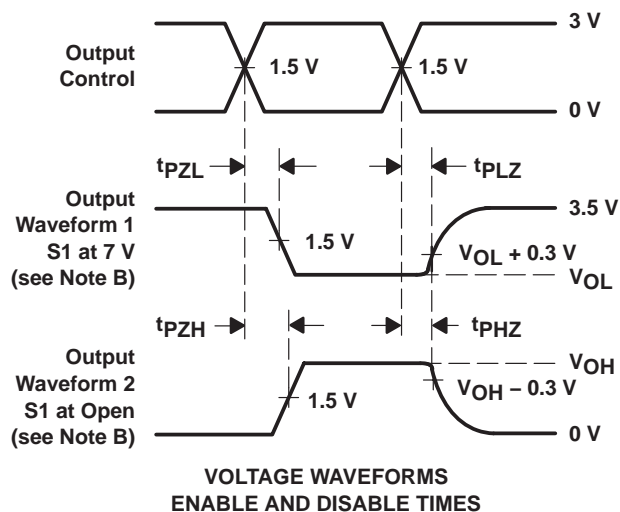 3 V
Output
Control
1.5 V
1.5 V
0 V
tPZL
tPLZ
Output
Waveform 1
S1 at 7 V
(see Note B)
3.5 V
1.5 V
VOL + 0.3 V
VOL
tPZH
tPHZ
Output
Waveform 2
S1 at Open
(see Note B)
VOH
VOH – 0.3 V
1.5 V
0 V
VOLTAGE WAVEFORMS
ENABLE AND DISABLE TIMES